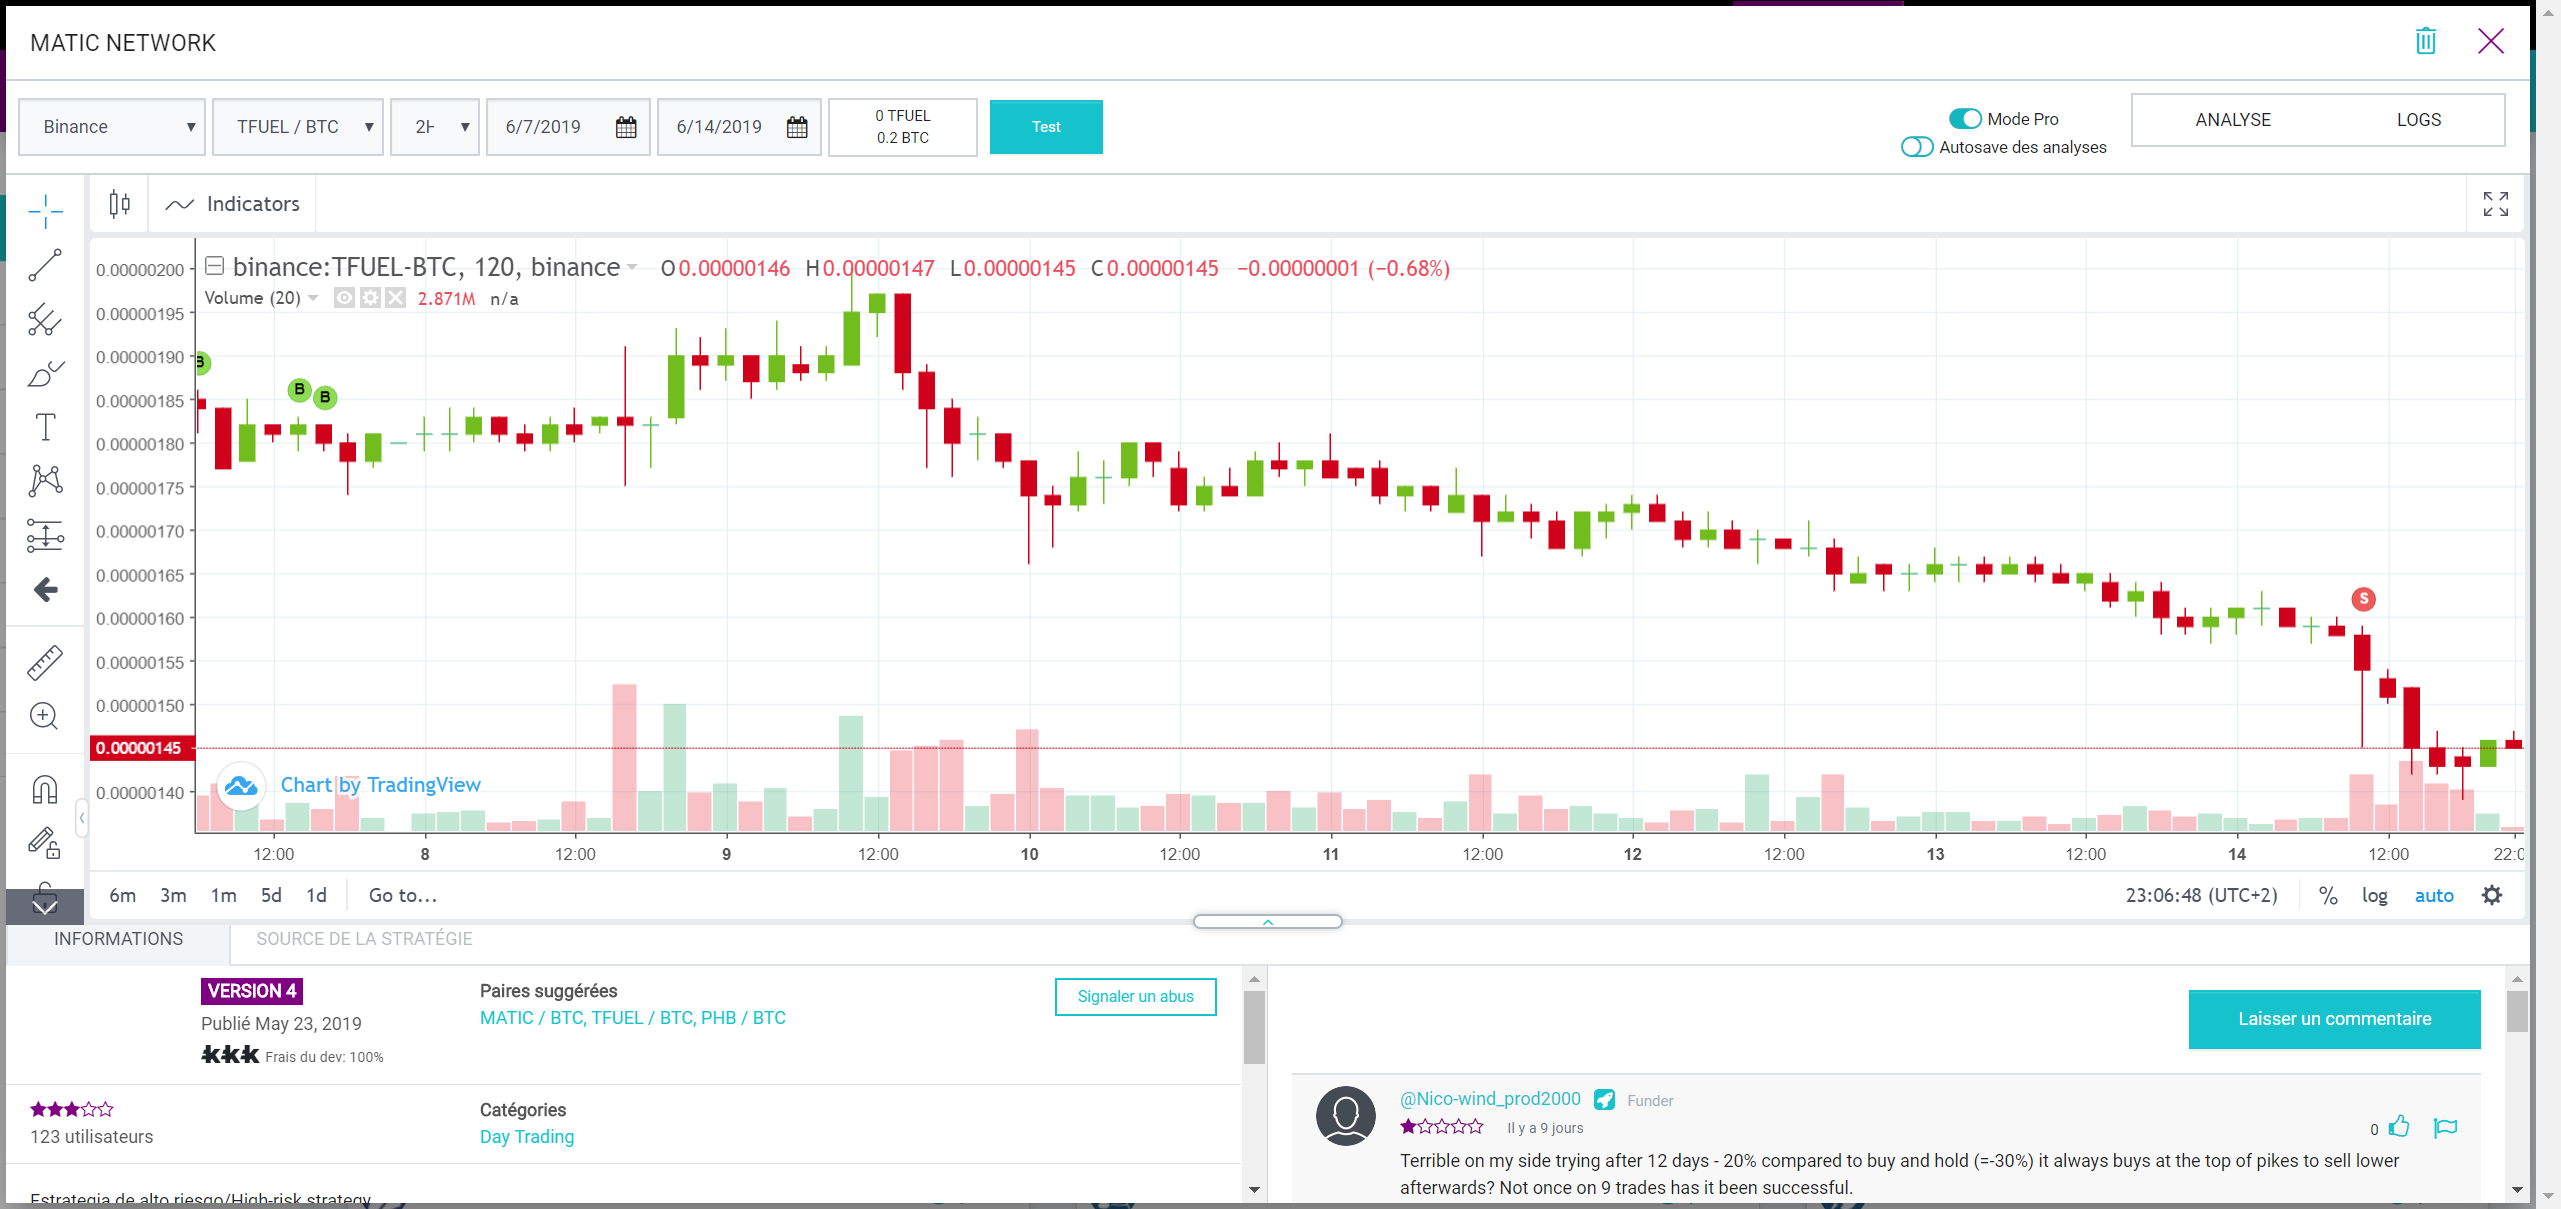 MATIC NETWORK
Binance
TFUEL / BTC
6/7/2019
6/14/2019
0 TFUEL
0.2 BTC
Test
Mode Pro
Autosave des analyses
ANALYSE
LOGS
Indicators
binance:TFUEL-BTC, 120, binance O0.00000146 H0.00000147 L0.00000145 C0.00000145 −0.00000001 (−0.68%)
Volume (20) 2.871M n/a
0.00000200
0.00000195
0.00000190
0.00000185
0.00000180
0.00000175
0.00000170
0.00000165
0.00000160
0.00000155
0.00000150
0.00000145
0.00000140
B
B
B
S
T
Chart by TradingView
12:00 8 12:00 9 12:00 10 12:00 11 12:00 12 12:00 13 12:00 14 12:00
6m 3m 1m 5d 1d Go to...
23:06:48 (UTC+2) % log auto
INFORMATIONS
SOURCE DE LA STRATÉGIE
VERSION 4
Publié May 23, 2019
Frais du dev: 100%
Paires suggérées
MATIC / BTC, TFUEL / BTC, PHB / BTC
Signaler un abus
123 utilisateurs
Catégories
Day Trading
Estrategia de alto riesgo/High-risk strategy
Laisser un commentaire
@Nico-wind_prod2000 Funder
Il y a 9 jours
0
Terrible on my side trying after 12 days - 20% compared to buy and hold (=-30%) it always buys at the top of pikes to sell lower
afterwards? Not once on 9 trades has it been successful.